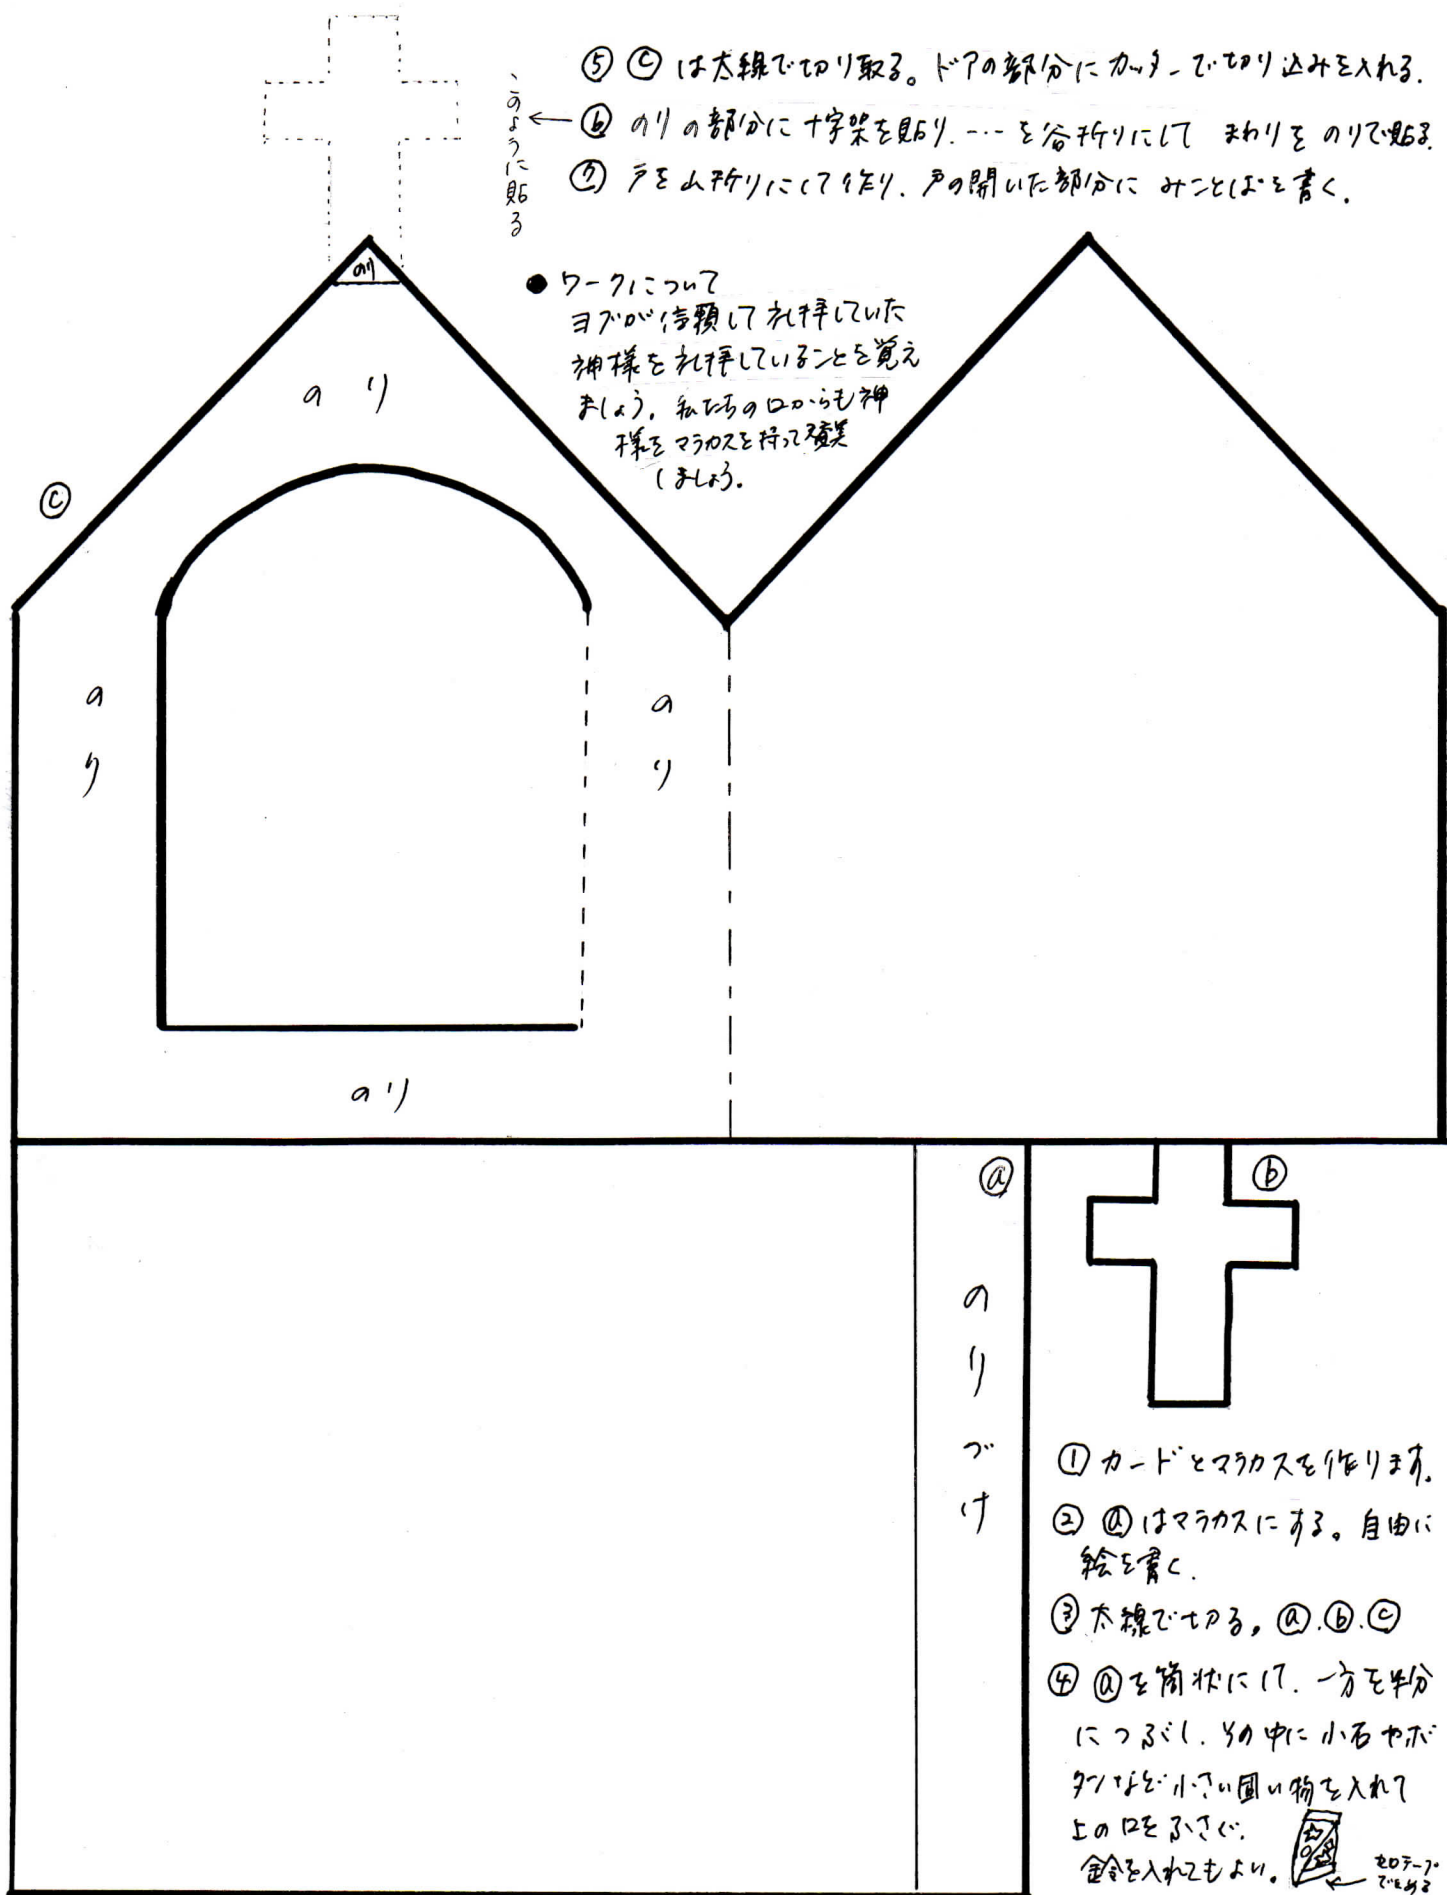 ⑤ ⓒ は太線で切り取る。ドアの部分にカッターで切り込みを入れる.
⑥ のりの部分に十字架を貼り. …を谷折りにして まわりを のりで貼る.
⑦ 戸を山折りにして作り. 戸の開いた部分に みことばを書く.
このように貼る
のり
● ワークについて
ヨブが信頼して礼拝していた
神様を礼拝していることを覚え
ましょう. 私たちの口からも神
様をマラカスを持って賛美
しましょう.
のり
ⓒ
のり
のり
のり
ⓐ
のりづけ
ⓑ
① カードとマラカスを作ります.
② ⓐはマラカスにする。自由に
絵を書く.
③ 太線で切る. ⓐ.ⓑ.ⓒ
④ ⓐを筒状にして. 一方を半分
につぶし. その中に小石やボ
タンなど小さい固い物を入れて
上の口をふさぐ.
鈴を入れてもよい。
セロテープ
でとめる